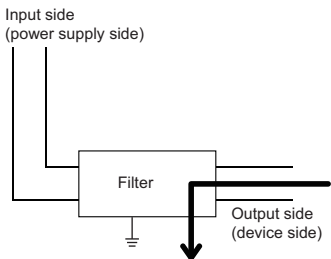 Input side
(power supply side)
Filter
Output side
(device side)